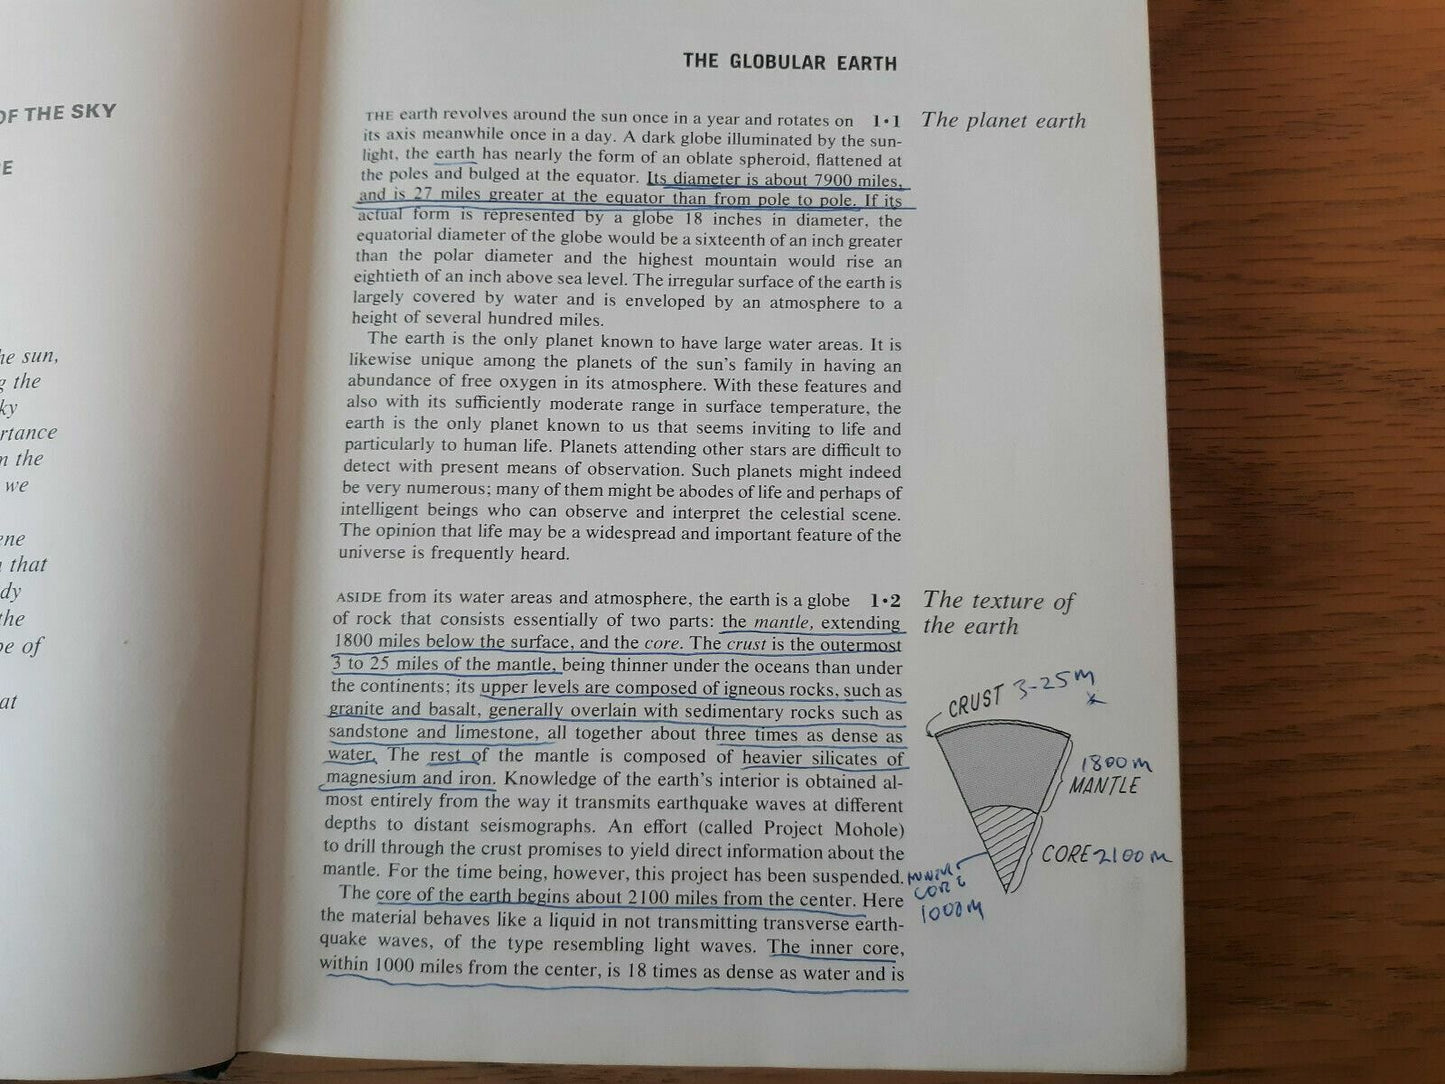 OF THE SKY
he sun,
g the
ky
rtance
n the
we
ene
that
dy
the
pe of
at
THE GLOBULAR EARTH
THE earth revolves around the sun once in a year and rotates on 1·1 The planet earth
its axis meanwhile once in a day. A dark globe illuminated by the sun-
light, the earth has nearly the form of an oblate spheroid, flattened at
the poles and bulged at the equator. Its diameter is about 7900 miles,
and is 27 miles greater at the equator than from pole to pole. If its
actual form is represented by a globe 18 inches in diameter, the
equatorial diameter of the globe would be a sixteenth of an inch greater
than the polar diameter and the highest mountain would rise an
eightieth of an inch above sea level. The irregular surface of the earth is
largely covered by water and is enveloped by an atmosphere to a
height of several hundred miles.
The earth is the only planet known to have large water areas. It is
likewise unique among the planets of the sun's family in having an
abundance of free oxygen in its atmosphere. With these features and
also with its sufficiently moderate range in surface temperature, the
earth is the only planet known to us that seems inviting to life and
particularly to human life. Planets attending other stars are difficult to
detect with present means of observation. Such planets might indeed
be very numerous; many of them might be abodes of life and perhaps of
intelligent beings who can observe and interpret the celestial scene.
The opinion that life may be a widespread and important feature of the
universe is frequently heard.
ASIDE from its water areas and atmosphere, the earth is a globe 1·2 The texture of
the earth
of rock that consists essentially of two parts: the mantle, extending
1800 miles below the surface, and the core. The crust is the outermost
3 to 25 miles of the mantle, being thinner under the oceans than under
the continents; its upper levels are composed of igneous rocks, such as
granite and basalt, generally overlain with sedimentary rocks such as
sandstone and limestone, all together about three times as dense as
water. The rest of the mantle is composed of heavier silicates of
magnesium and iron. Knowledge of the earth's interior is obtained al-
most entirely from the way it transmits earthquake waves at different
depths to distant seismographs. An effort (called Project Mohole)
to drill through the crust promises to yield direct information about the
mantle. For the time being, however, this project has been suspended.
The core of the earth begins about 2100 miles from the center. Here
the material behaves like a liquid in not transmitting transverse earth-
quake waves, of the type resembling light waves. The inner core,
within 1000 miles from the center, is 18 times as dense as water and is
CRUST 3-25M
1800M
MANTLE
CORE 2100M
CORE
1000M